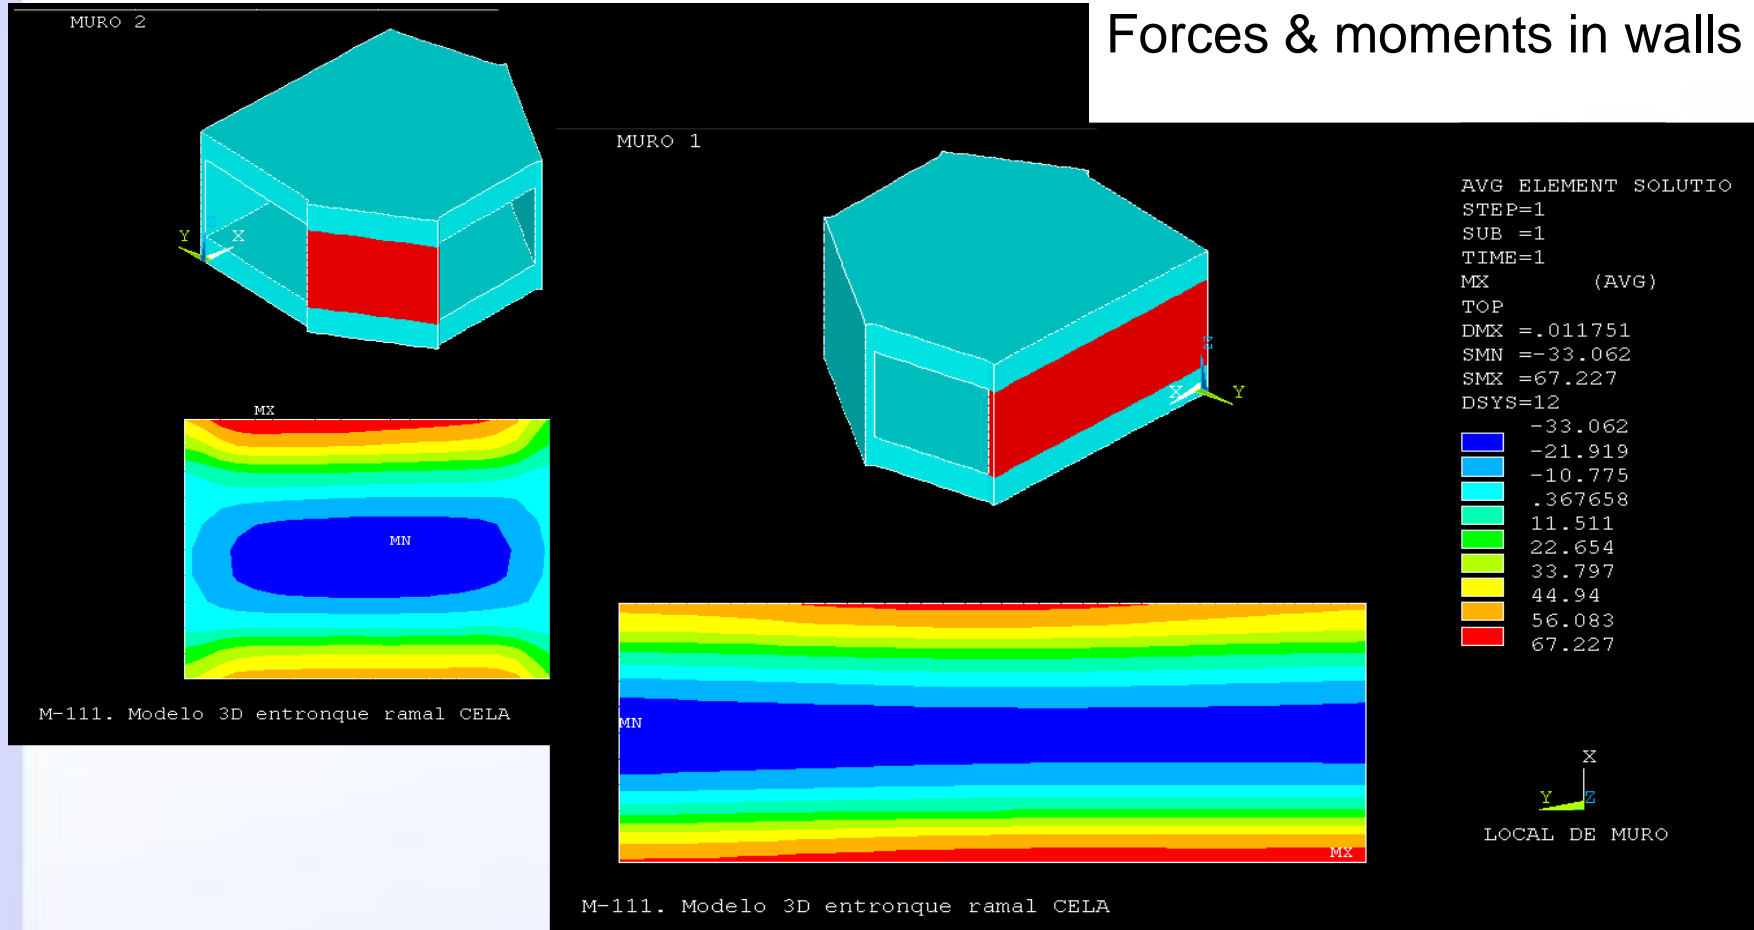 Forces & moments in walls
MURO 2
Z
Y
X
MX
MN
M-111. Modelo 3D entronque ramal CELA
MURO 1
Z
X
Y
MN
MX
M-111. Modelo 3D entronque ramal CELA
AVG ELEMENT SOLUTIO
STEP=1
SUB =1
TIME=1
MX (AVG)
TOP
DMX =.011751
SMN =-33.062
SMX =67.227
DSYS=12
-33.062
-21.919
-10.775
.367658
11.511
22.654
33.797
44.94
56.083
67.227
X
Y Z
LOCAL DE MURO